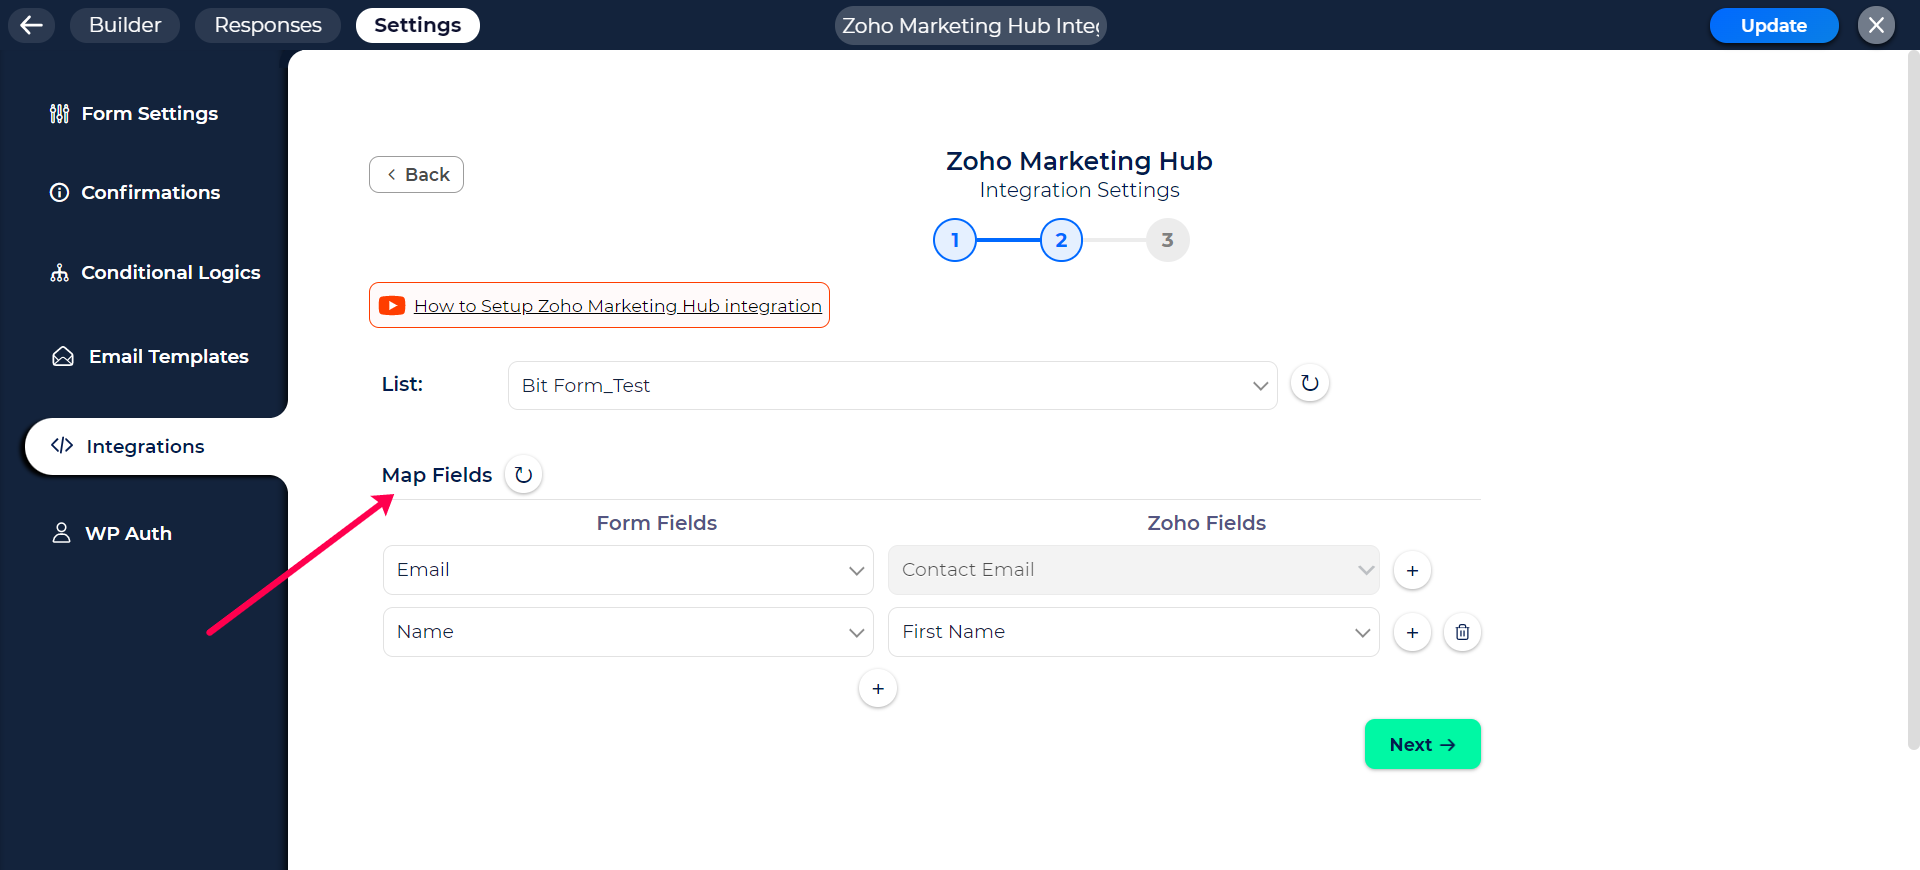 Builder
Responses
Settings
Zoho Marketing Hub Inte
Update
Form Settings
Confirmations
Conditional Logics
Email Templates
Integrations
WP Auth
Back
Zoho Marketing Hub
Integration Settings
1 2 3
How to Setup Zoho Marketing Hub integration
List:
Bit Form_Test
Map Fields
Form Fields
Zoho Fields
Email
Contact Email
+
Name
First Name
+
+
Next →